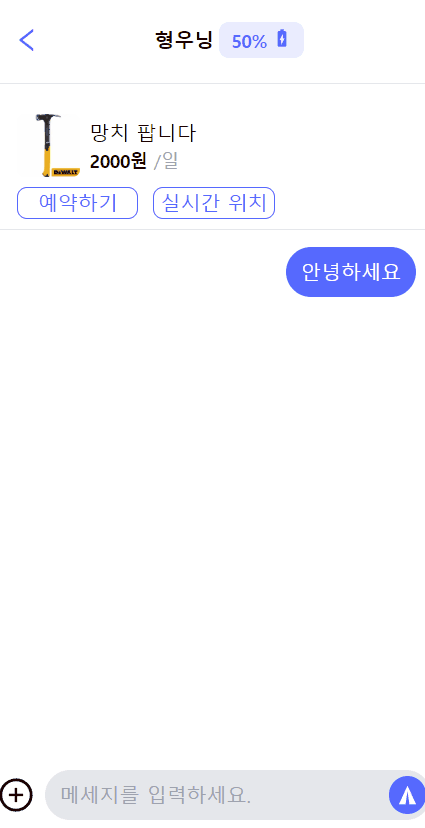 형우닝 50%
망치 팝니다
2000원 /일
DEWALT
예약하기 실시간 위치
안녕하세요
메세지를 입력하세요.